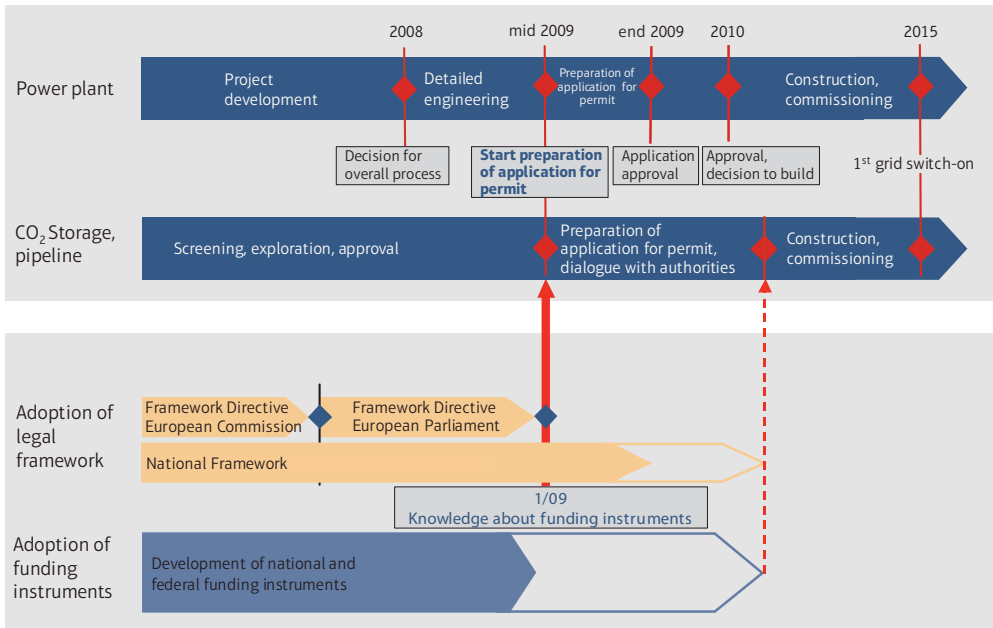 2008
mid 2009
end 2009
2010
2015
Power plant
Project
development
Detailed
engineering
Preparation of
application for
permit
Construction,
commissioning
Decision for
overall process
Start preparation
of application for
permit
Application
approval
Approval,
decision to build
1st grid switch-on
CO2 Storage,
pipeline
Screening, exploration, approval
Preparation of
application for permit,
dialogue with authorities
Construction,
commissioning
Adoption of
legal
framework
Framework Directive
European Commission
Framework Directive
European Parliament
National Framework
1/09
Knowledge about funding instruments
Adoption of
funding
instruments
Development of national and
federal funding instruments